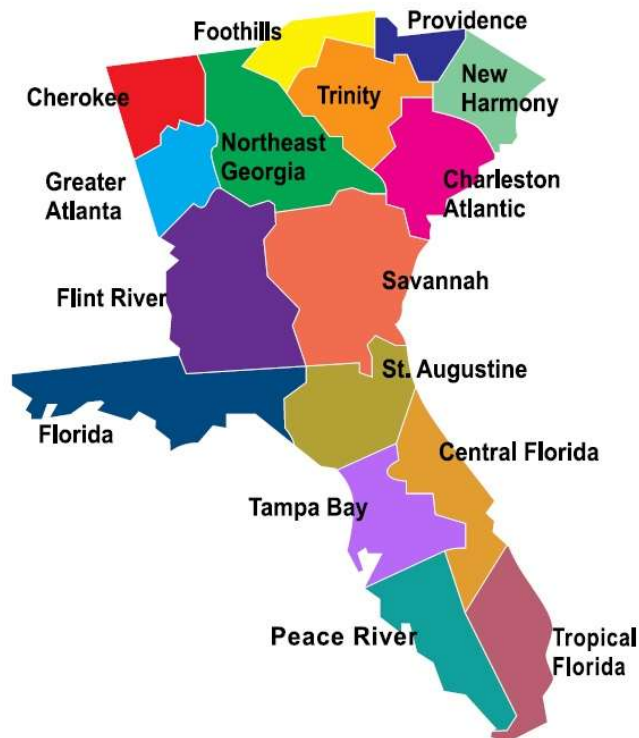 Providence
Foothills
New
Harmony
Cherokee
Trinity
Northeast
Georgia
Greater
Atlanta
Charleston
Atlantic
Flint River
Savannah
St. Augustine
Florida
Central Florida
Tampa Bay
Peace River
Tropical
Florida